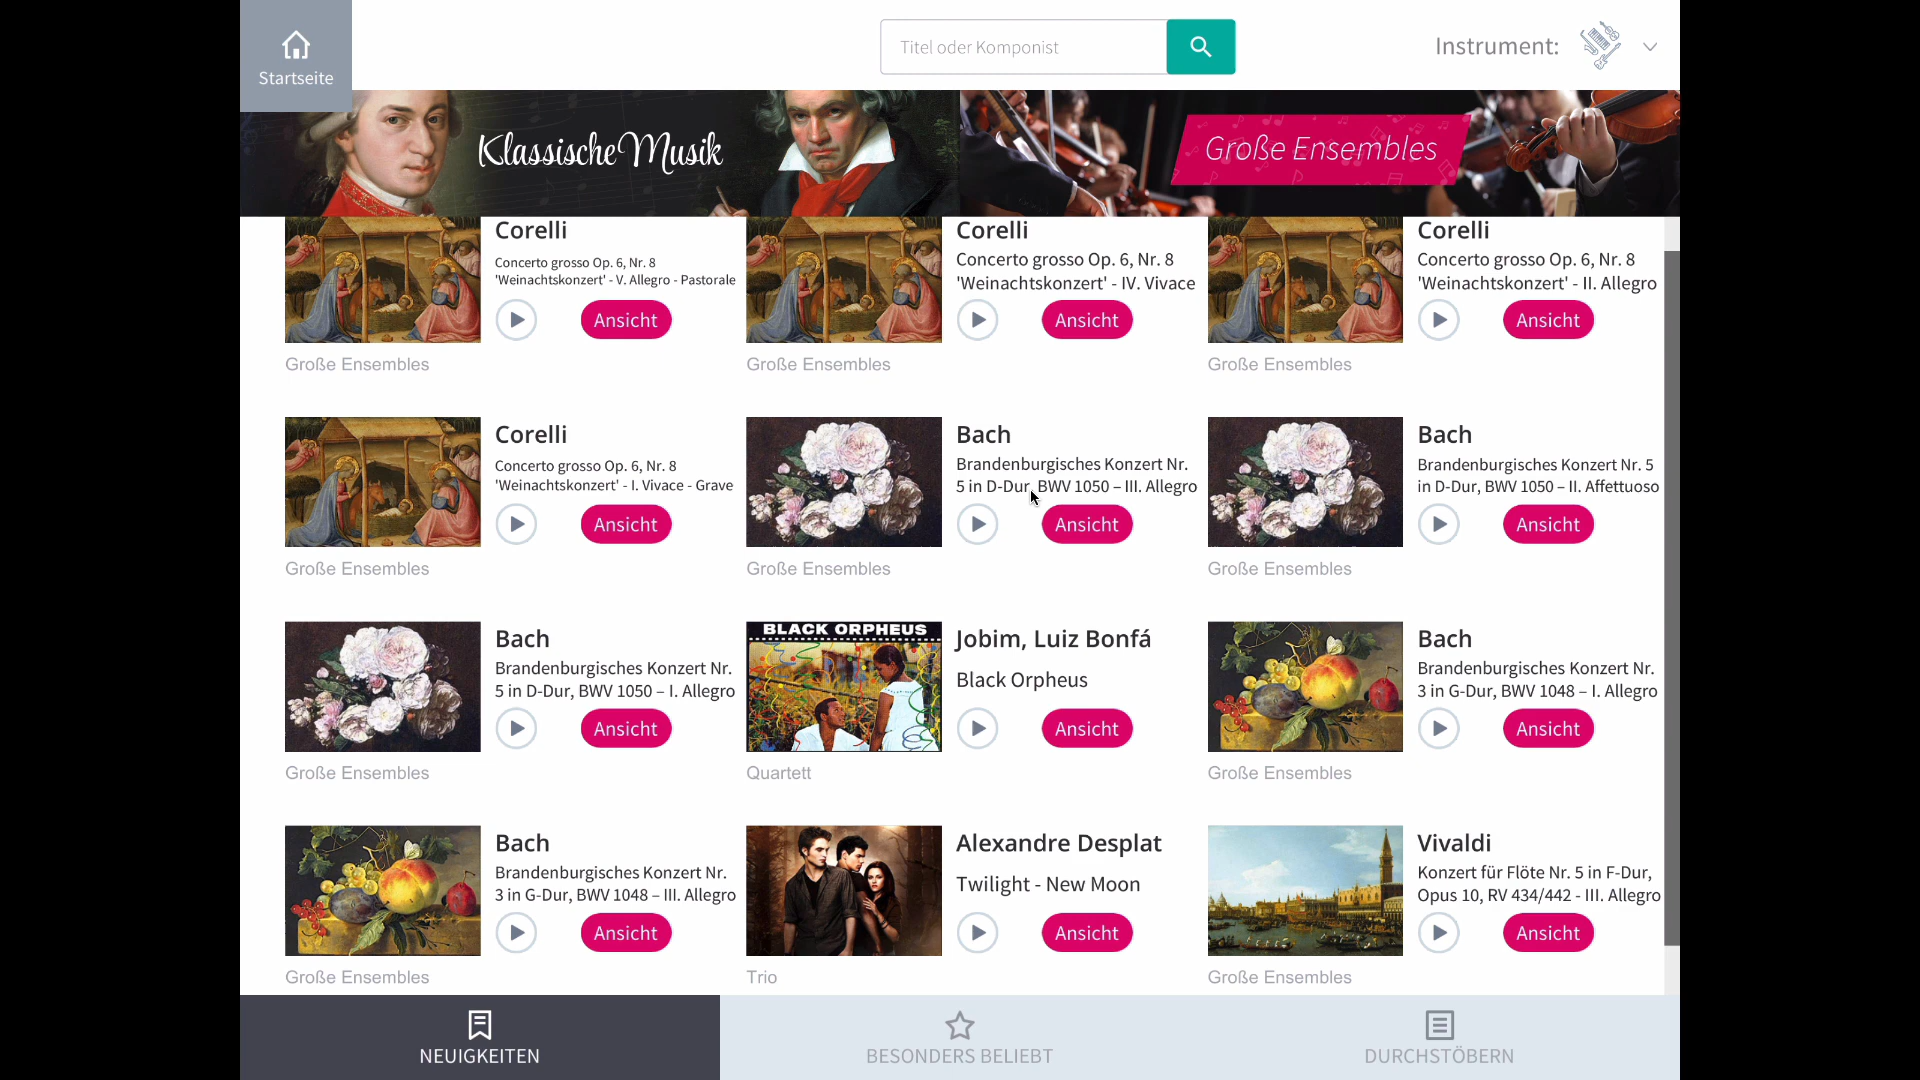 Startseite
Titel oder Komponist
Instrument:
Klassische Musik
Große Ensembles
Corelli
Concerto grosso Op. 6, Nr. 8
'Weinachtskonzert' - V. Allegro - Pastorale
Ansicht
Große Ensembles
Corelli
Concerto grosso Op. 6, Nr. 8
'Weinachtskonzert' - IV. Vivace
Ansicht
Große Ensembles
Corelli
Concerto grosso Op. 6, Nr. 8
'Weinachtskonzert' - II. Allegro
Ansicht
Große Ensembles
Corelli
Concerto grosso Op. 6, Nr. 8
'Weinachtskonzert' - I. Vivace - Grave
Ansicht
Große Ensembles
Bach
Brandenburgisches Konzert Nr.
5 in D-Dur, BWV 1050 – III. Allegro
Ansicht
Große Ensembles
Bach
Brandenburgisches Konzert Nr. 5
in D-Dur, BWV 1050 – II. Affettuoso
Ansicht
Große Ensembles
Bach
Brandenburgisches Konzert Nr.
5 in D-Dur, BWV 1050 – I. Allegro
Ansicht
Große Ensembles
BLACK ORPHEUS
Jobim, Luiz Bonfá
Black Orpheus
Ansicht
Quartett
Bach
Brandenburgisches Konzert Nr.
3 in G-Dur, BWV 1048 – I. Allegro
Ansicht
Große Ensembles
Bach
Brandenburgisches Konzert Nr.
3 in G-Dur, BWV 1048 – III. Allegro
Ansicht
Große Ensembles
Alexandre Desplat
Twilight - New Moon
Ansicht
Trio
Vivaldi
Konzert für Flöte Nr. 5 in F-Dur,
Opus 10, RV 434/442 - III. Allegro
Ansicht
Große Ensembles
NEUIGKEITEN
BESONDERS BELIEBT
DURCHSTÖBERN